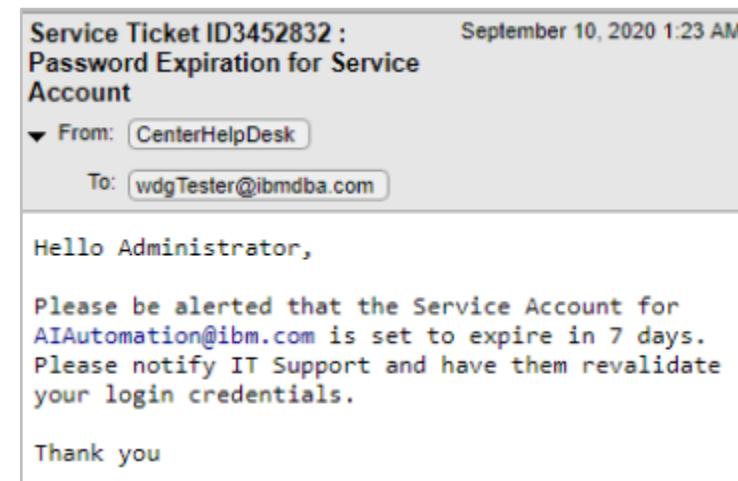 Service Ticket ID3452832 : September 10, 2020 1:23 AM
Password Expiration for Service
Account
From: CenterHelpDesk
To: wdgTester@ibmdba.com
Hello Administrator,
Please be alerted that the Service Account for
AIAutomation@ibm.com is set to expire in 7 days.
Please notify IT Support and have them revalidate
your login credentials.
Thank you